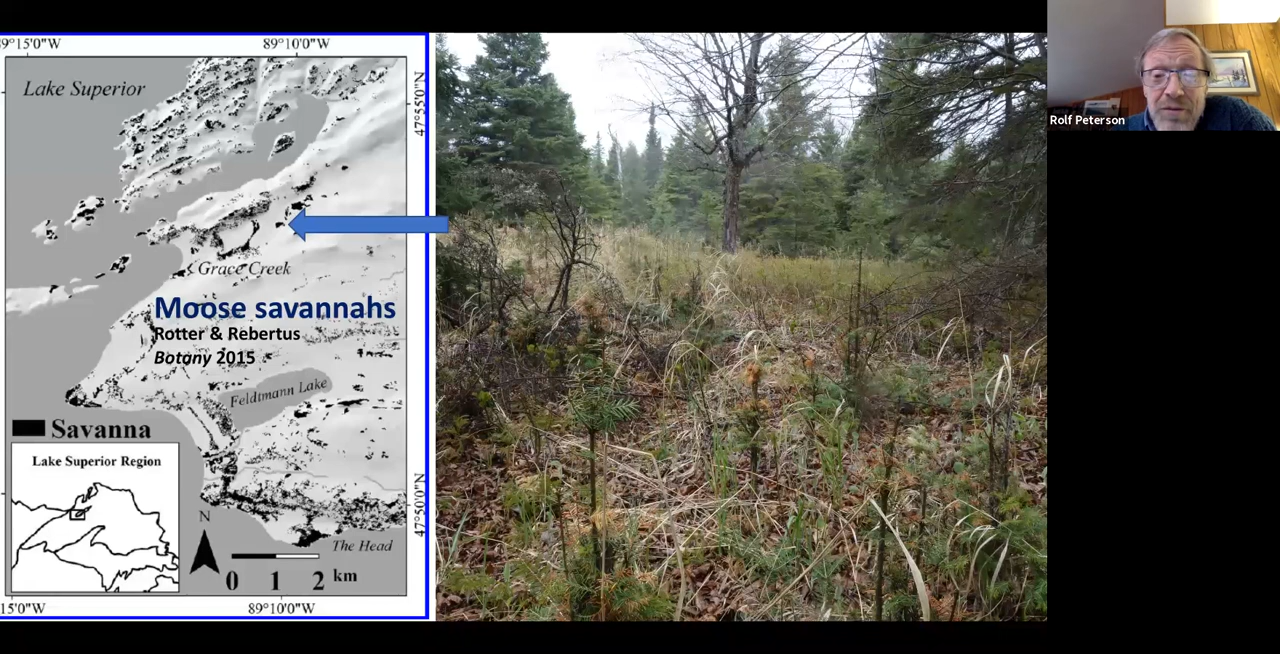 9°15'0"W
89°10'0"W
Lake Superior
47°55'0"N
Grace Creek
Moose savannahs
Rotter & Rebertus
Botany 2015
Feldtmann Lake
Savanna
Lake Superior Region
47°50'0"N
N
The Head
0 1 2 km
15'0"W
89°10'0"W
Rolf Peterson